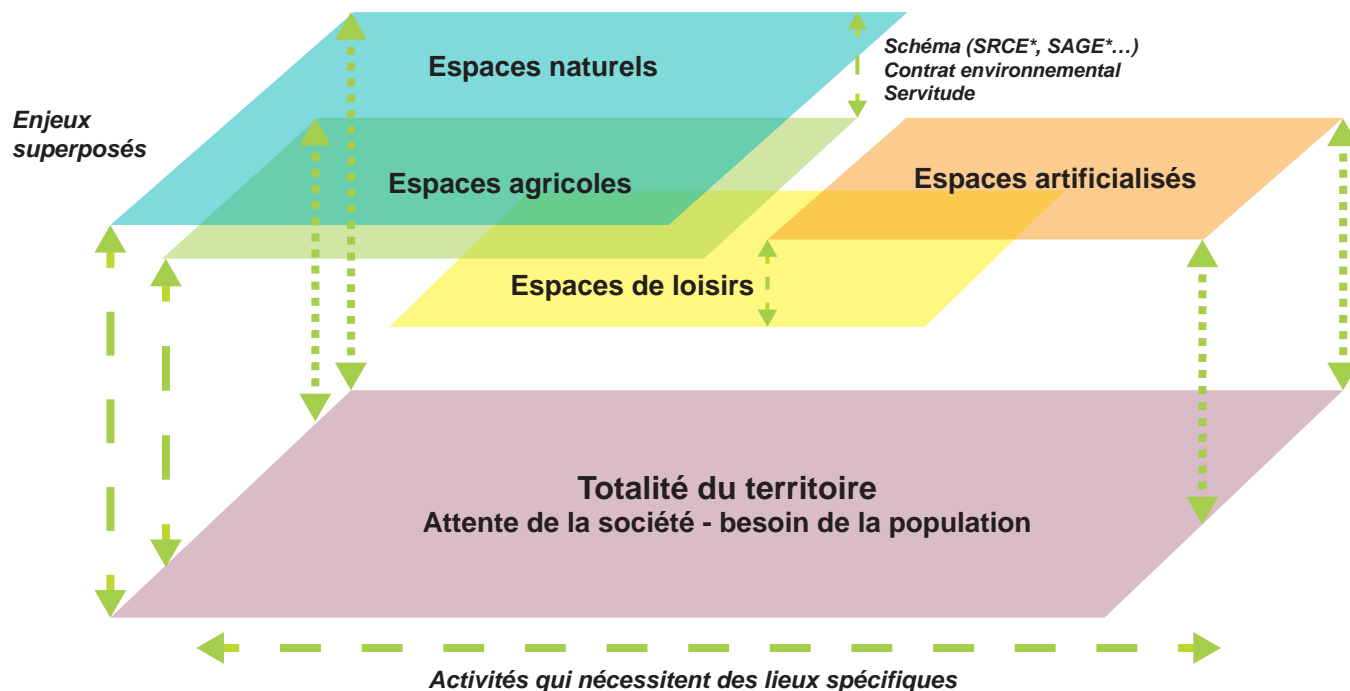 Espaces naturels
Schéma (SRCE*, SAGE*…)
Contrat environnemental
Servitude
Enjeux
superposés
Espaces agricoles
Espaces artificialisés
Espaces de loisirs
Totalité du territoire
Attente de la société - besoin de la population
Activités qui nécessitent des lieux spécifiques